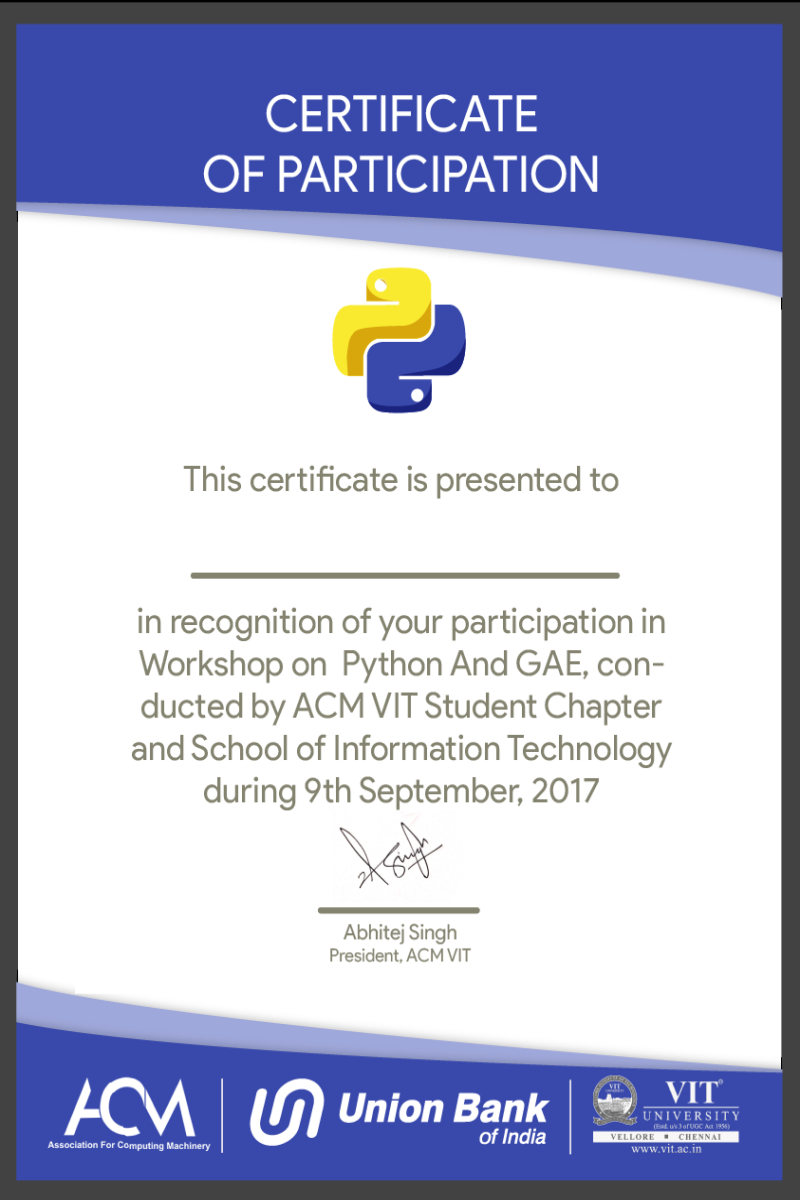 CERTIFICATE
OF PARTICIPATION
This certificate is presented to
in recognition of your participation in
Workshop on  Python And GAE, con-
ducted by ACM VIT Student Chapter
and School of Information Technology
during 9th September, 2017
Singh
Abhitej Singh
President, ACM VIT
ACM
Association For Computing Machinery
Union Bank
of India
VIT®
UNIVERSITY
(Estd. u/s 3 of UGC Act 1956)
VELLORE ■ CHENNAI
www.vit.ac.in